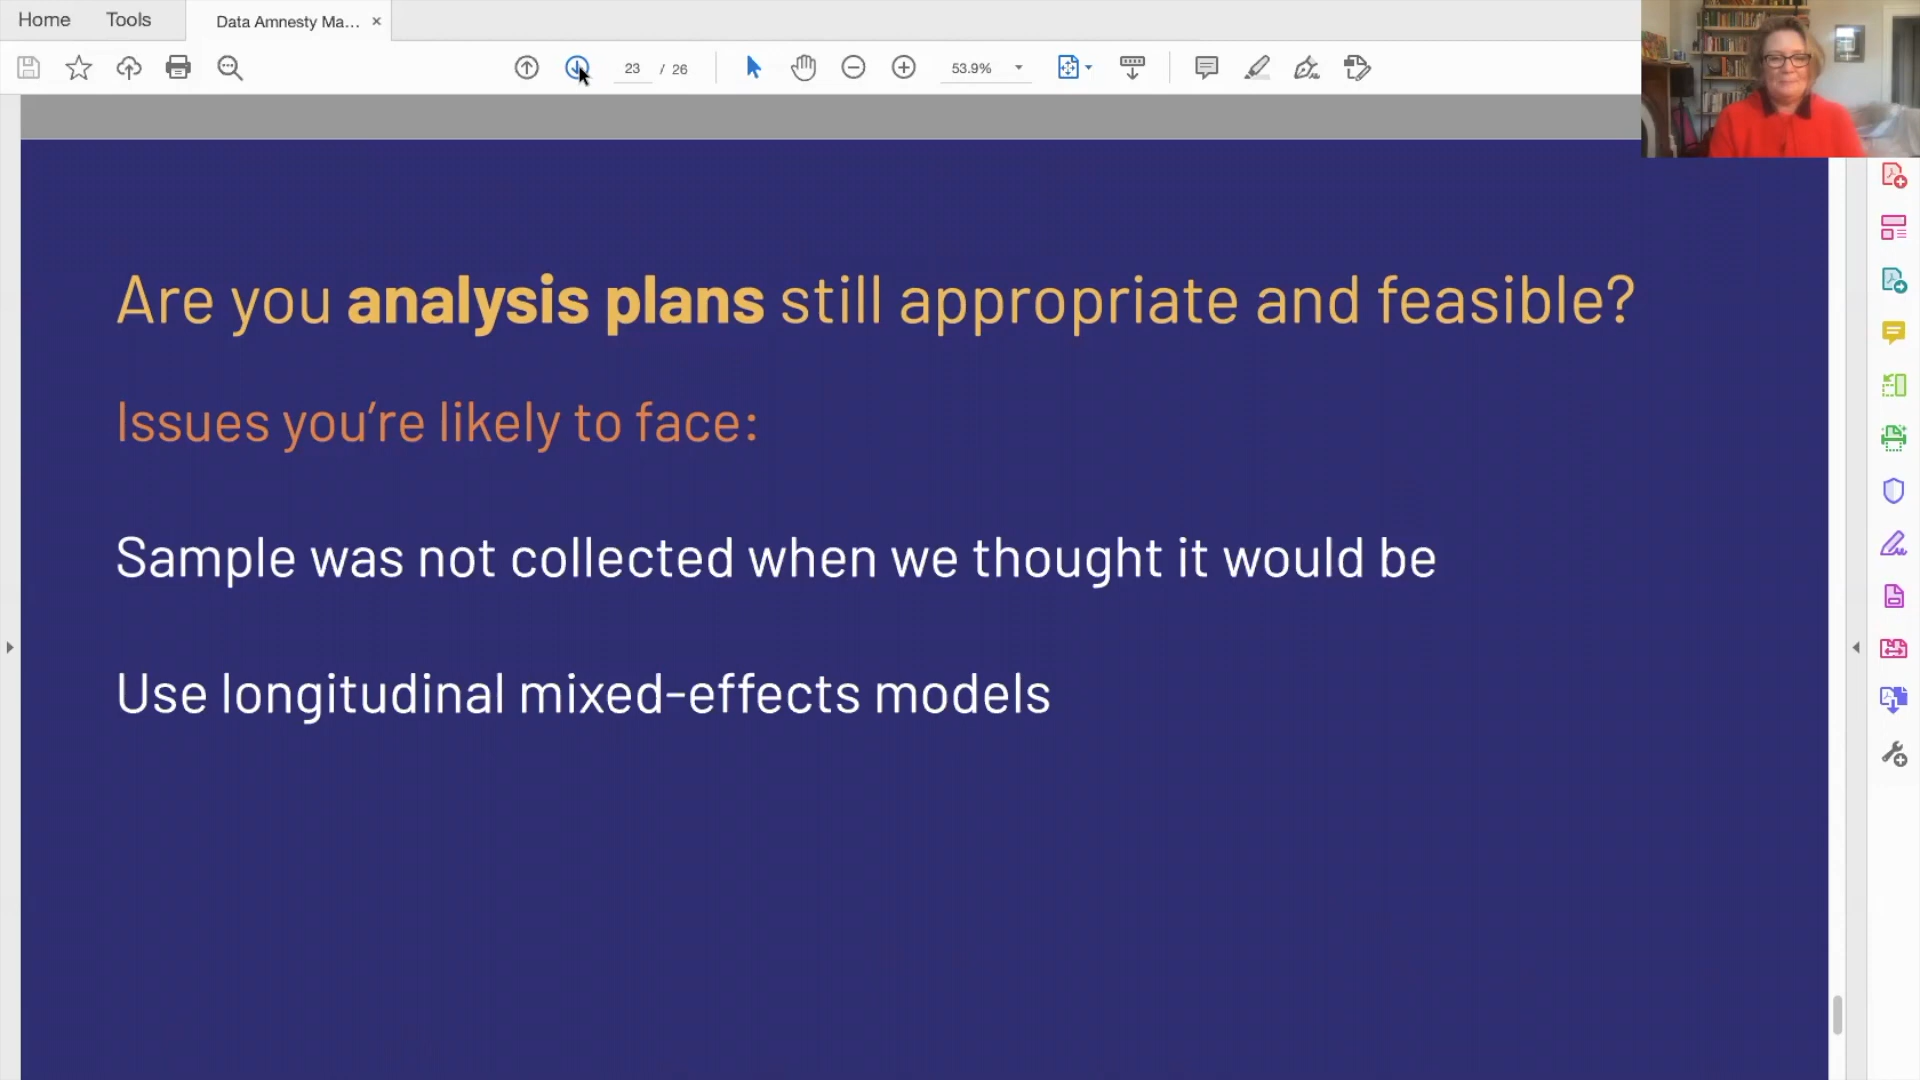 Home
Tools
Data Amnesty Ma...
23 / 26
53.9%
Are you analysis plans still appropriate and feasible?
Issues you’re likely to face:
Sample was not collected when we thought it would be
Use longitudinal mixed-effects models